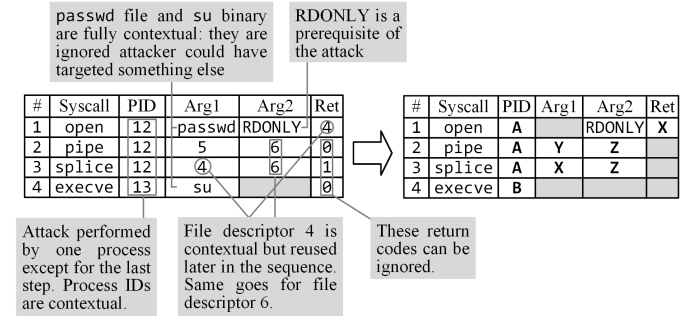 passwd file and su binary
are fully contextual: they are
ignored attacker could have
targeted something else
RDONLY is a
prerequisite of
the attack
# Syscall PID Arg1 Arg2 Ret
1 open 12 passwd RDONLY 4
2 pipe 12 5 6 0
3 splice 12 4 6 1
4 execve 13 su 0
# Syscall PID Arg1 Arg2 Ret
1 open A RDONLY X
2 pipe A Y Z
3 splice A X Z
4 execve B
Attack performed
by one process
except for the last
step. Process IDs
are contextual.
File descriptor 4 is
contextual but reused
later in the sequence.
Same goes for file
descriptor 6.
These return
codes can be
ignored.